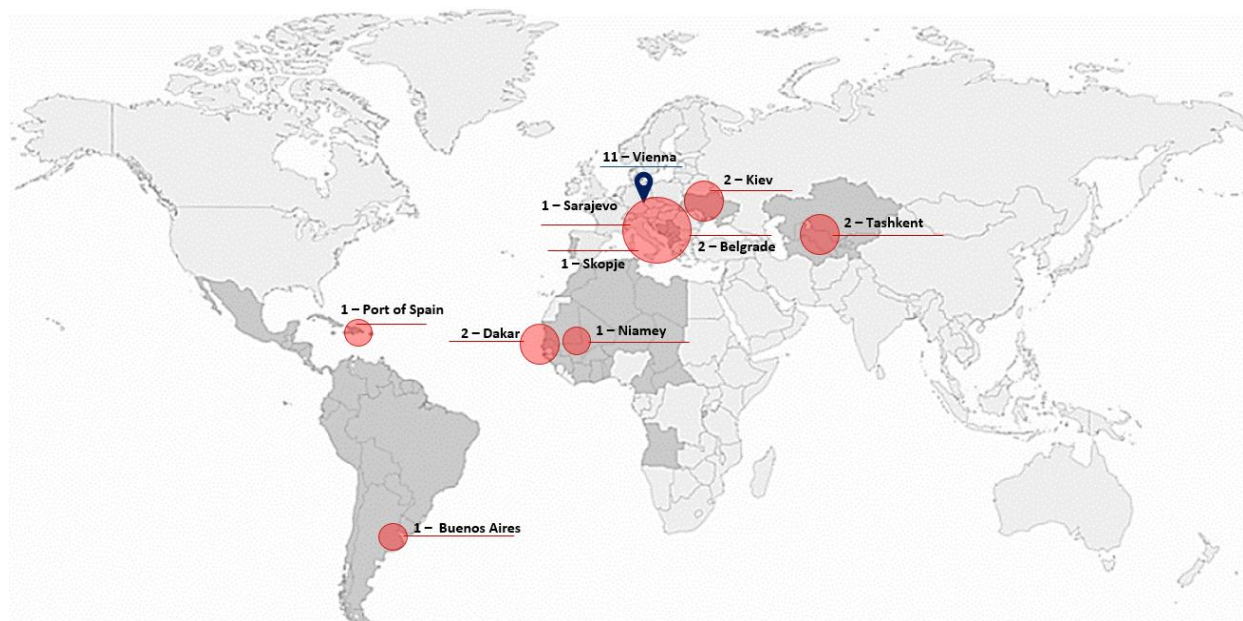 11 – Vienna
2 – Kiev
1 – Sarajevo
2 – Tashkent
2 – Belgrade
1 – Skopje
1 – Port of Spain
2 – Dakar
1 – Niamey
1 –  Buenos Aires